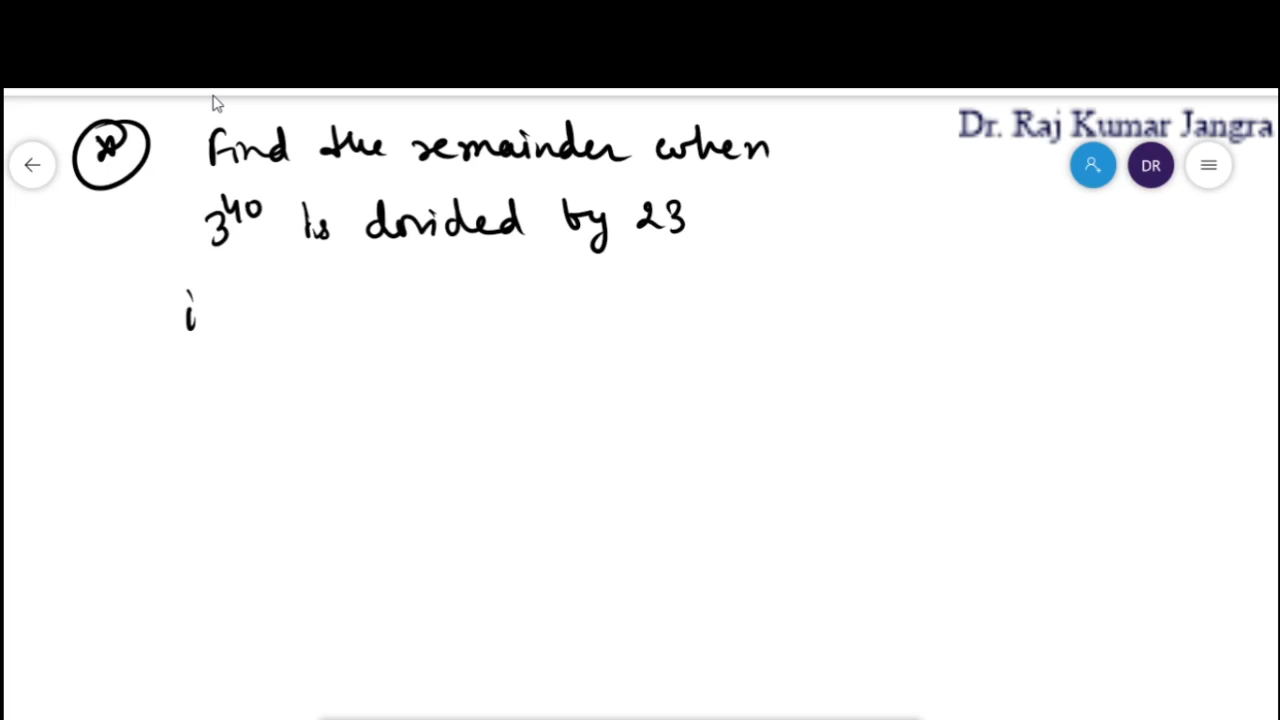 Dr. Raj Kumar Jangra
Find the remainder when
DR
3^40 is divided by 23
i